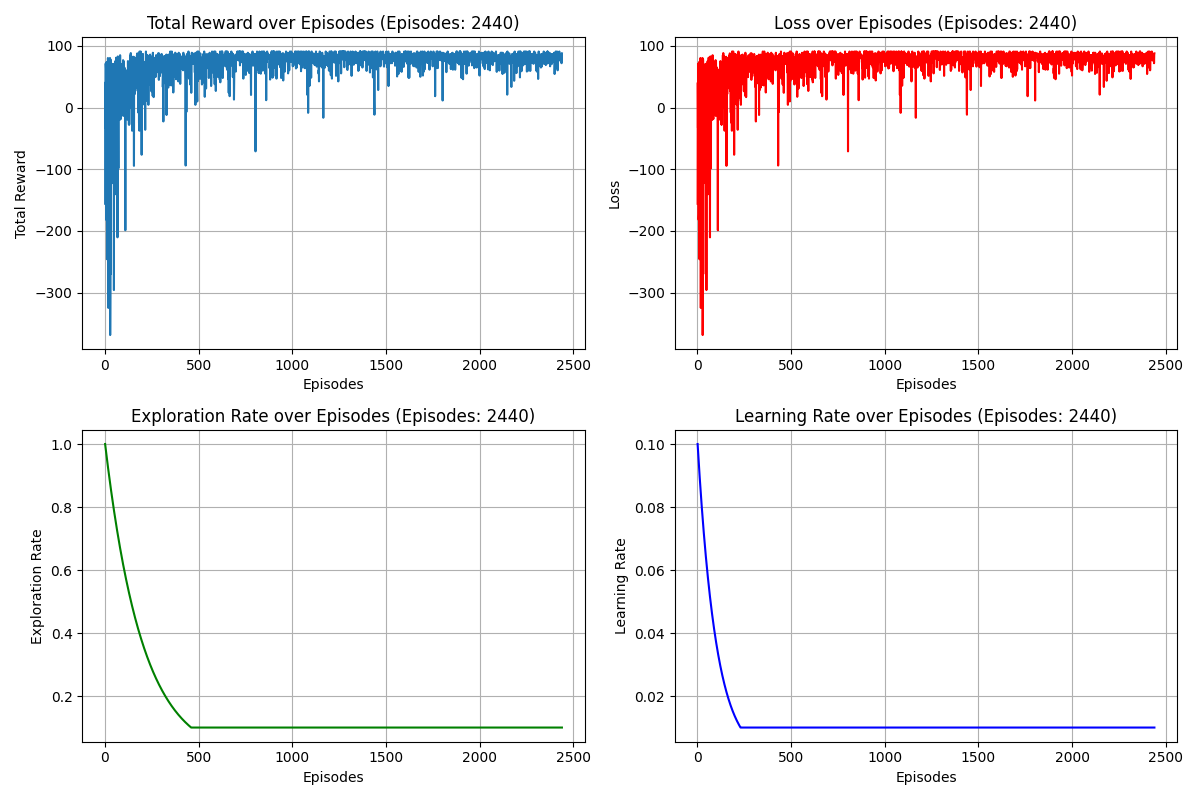 Total Reward over Episodes (Episodes: 2440)
Total Reward
100
0
−100
−200
−300
0 500 1000 1500 2000 2500
Episodes
Loss over Episodes (Episodes: 2440)
Loss
100
0
−100
−200
−300
0 500 1000 1500 2000 2500
Episodes
Exploration Rate over Episodes (Episodes: 2440)
Exploration Rate
1.0
0.8
0.6
0.4
0.2
0 500 1000 1500 2000 2500
Episodes
Learning Rate over Episodes (Episodes: 2440)
Learning Rate
0.10
0.08
0.06
0.04
0.02
0 500 1000 1500 2000 2500
Episodes